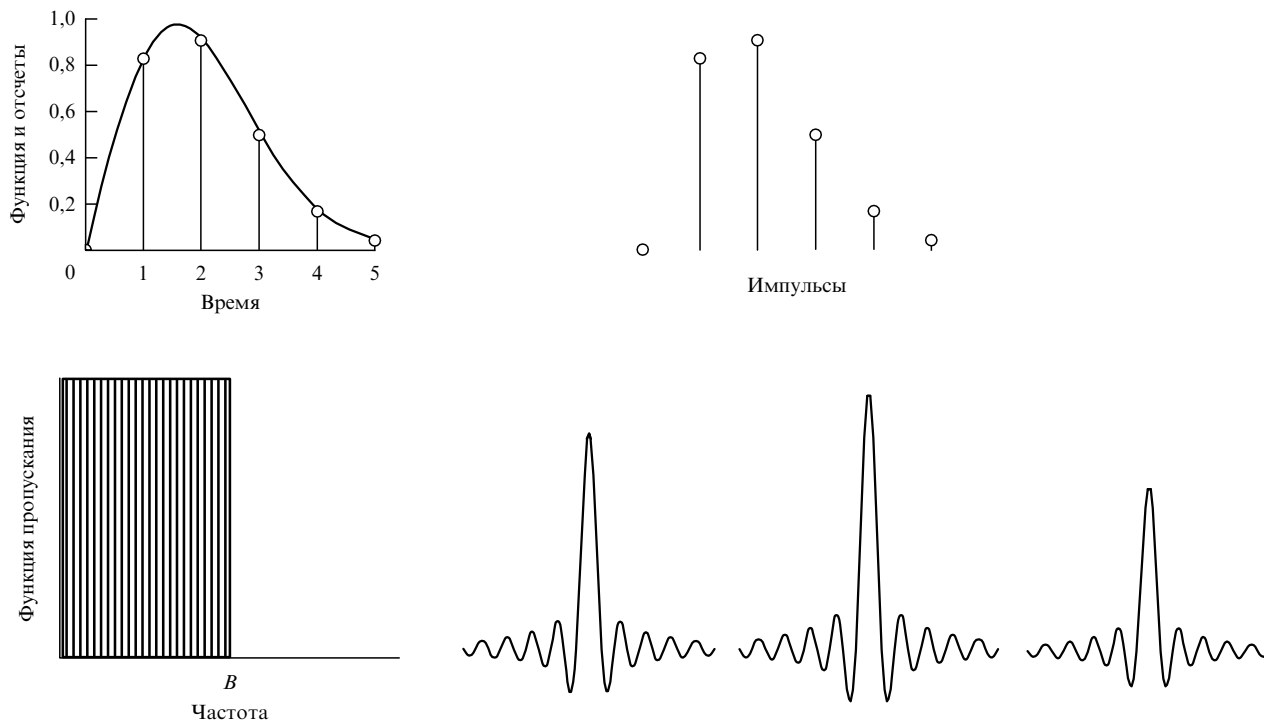 Функция и отсчеты
1,0
0,8
0,6
0,4
0,2
0 1 2 3 4 5
Время
Импульсы
Функция пропускания
B
Частота